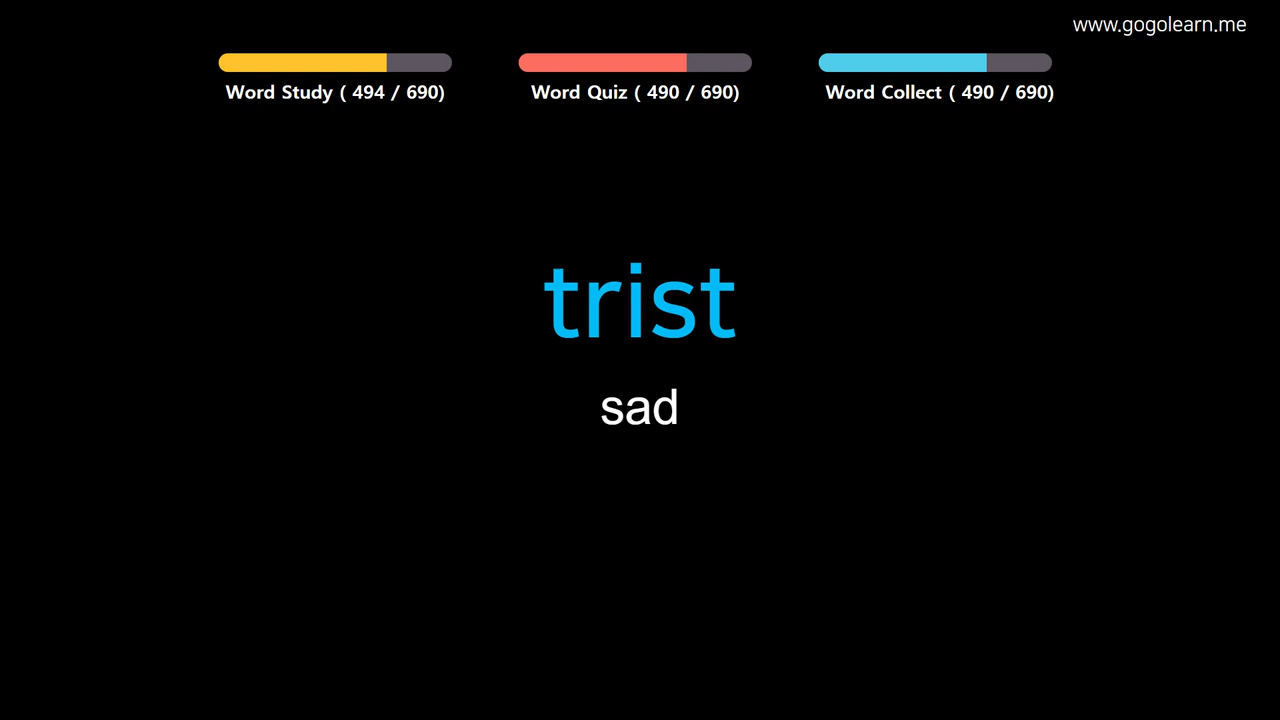 www.gogolearn.me
Word Study ( 494 / 690)
Word Quiz ( 490 / 690)
Word Collect ( 490 / 690)
trist
sad